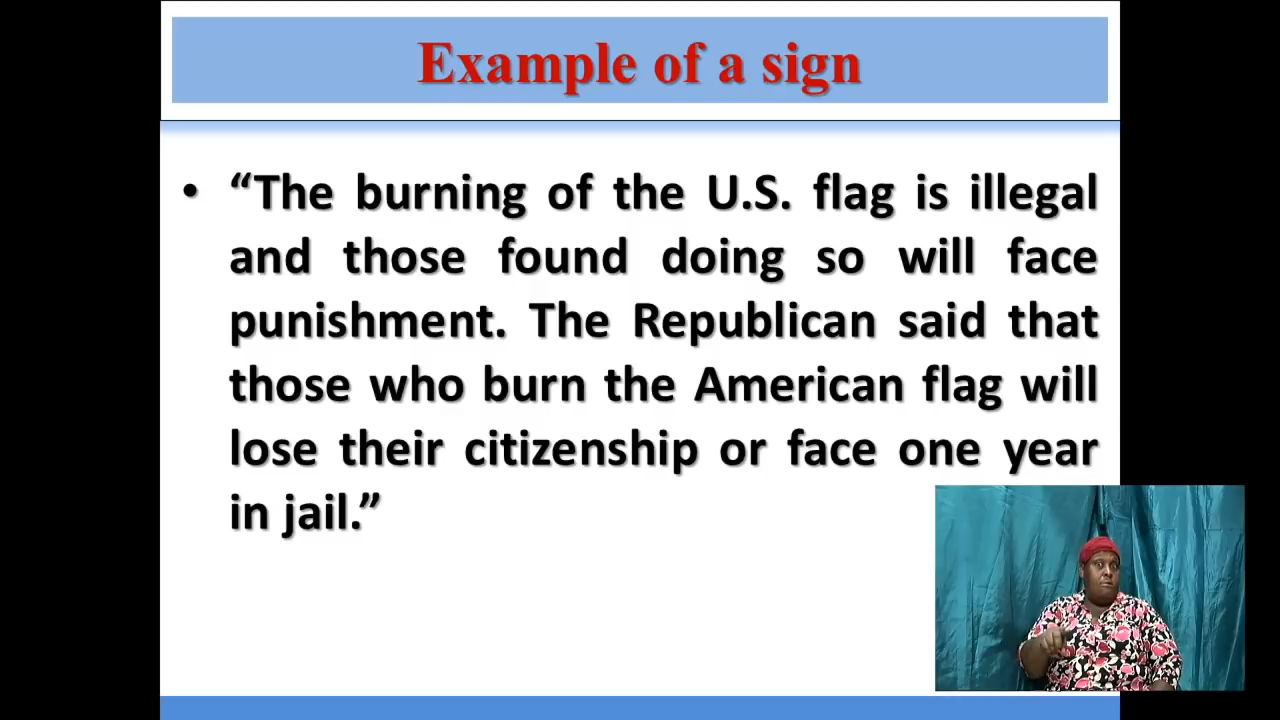 Example of a sign
• “The burning of the U.S. flag is illegal
and those found doing so will face
punishment. The Republican said that
those who burn the American flag will
lose their citizenship or face one year
in jail.”